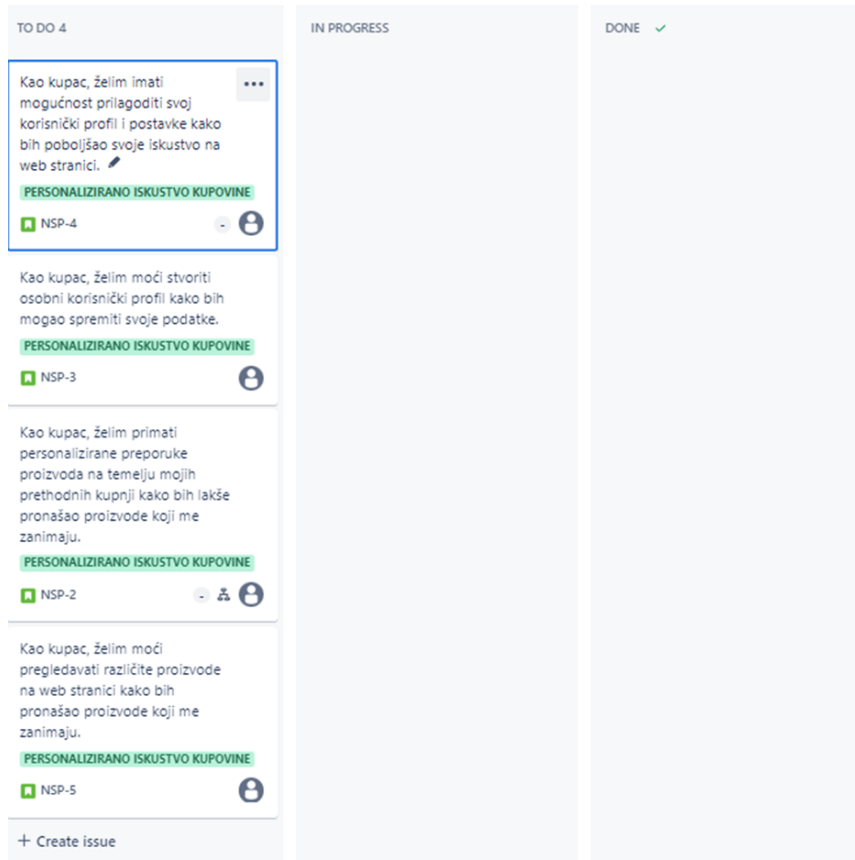 TO DO 4
Kao kupac, želim imati
mogućnost prilagoditi svoj
korisnički profil i postavke kako
bih poboljšao svoje iskustvo na
web stranici.
PERSONALIZIRANO ISKUSTVO KUPOVINE
NSP-4
-
Kao kupac, želim moći stvoriti
osobni korisnički profil kako bih
mogao spremiti svoje podatke.
PERSONALIZIRANO ISKUSTVO KUPOVINE
NSP-3
Kao kupac, želim primati
personalizirane preporuke
proizvoda na temelju mojih
prethodnih kupnji kako bih lakše
pronašao proizvode koji me
zanimaju.
PERSONALIZIRANO ISKUSTVO KUPOVINE
NSP-2
-
Kao kupac, želim moći
pregledavati različite proizvode
na web stranici kako bih
pronašao proizvode koji me
zanimaju.
PERSONALIZIRANO ISKUSTVO KUPOVINE
NSP-5
+ Create issue
IN PROGRESS
DONE